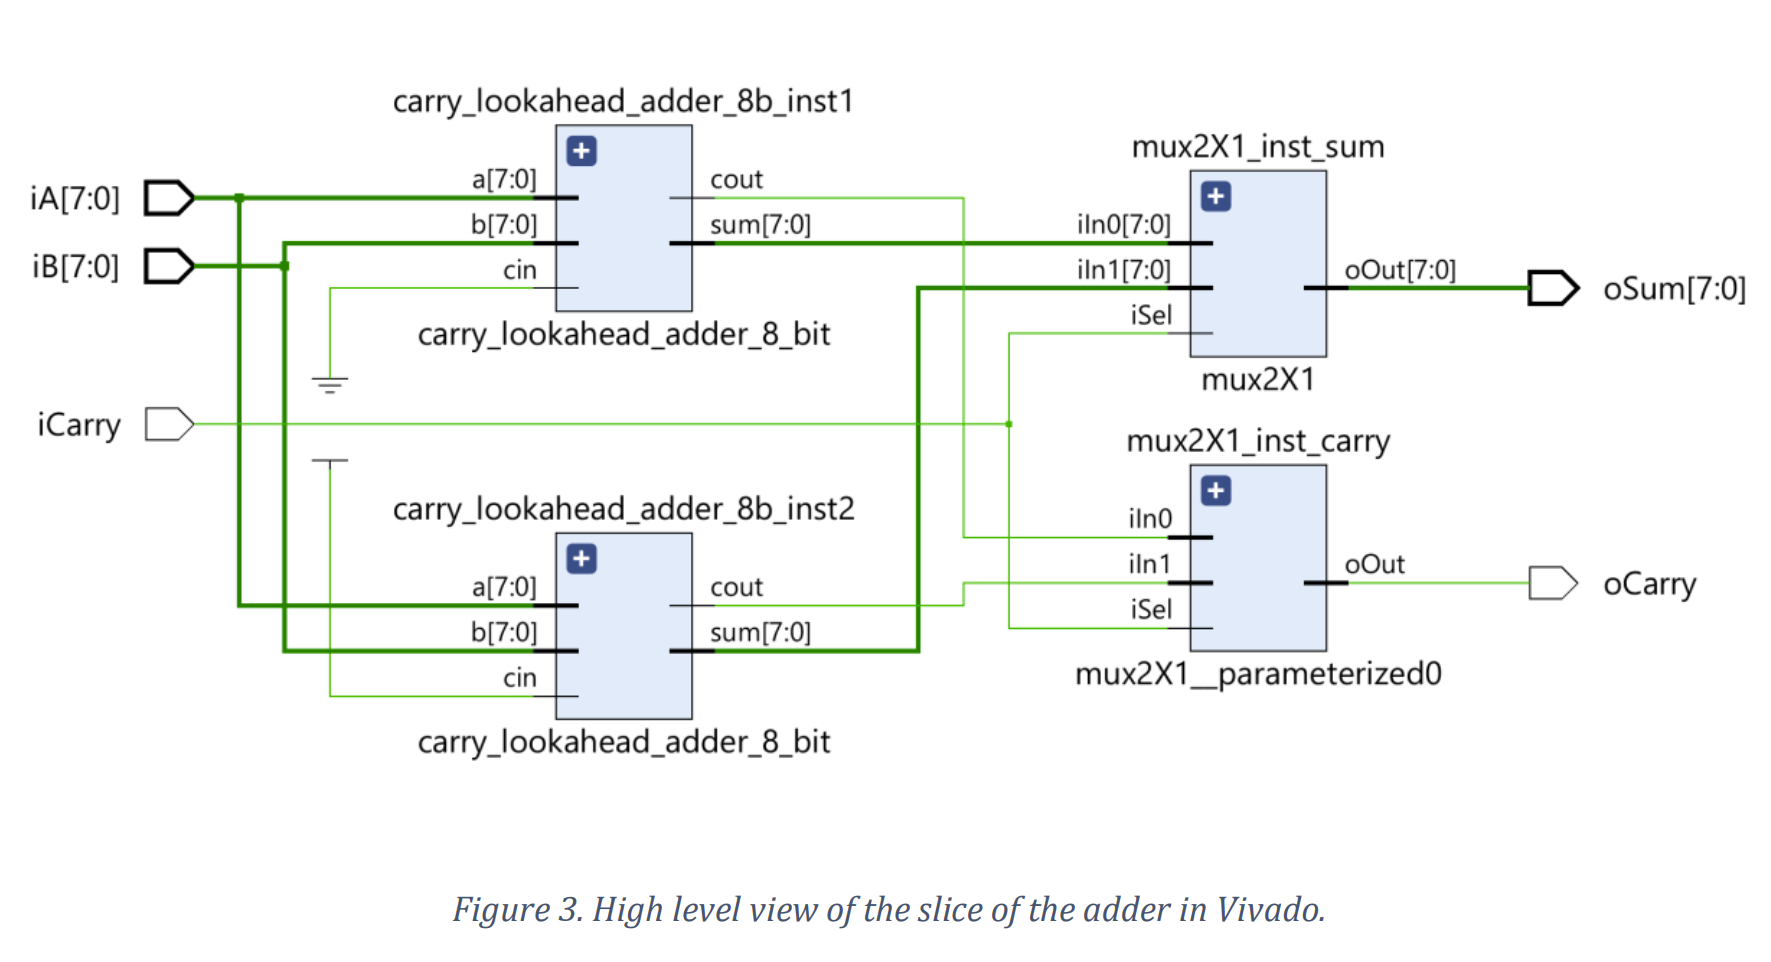 carry_lookahead_adder_8b_inst1
iA[7:0]
iB[7:0]
a[7:0]
b[7:0]
cin
cout
sum[7:0]
carry_lookahead_adder_8_bit
mux2X1_inst_sum
iIn0[7:0]
iIn1[7:0]
iSel
oOut[7:0]
oSum[7:0]
mux2X1
iCarry
carry_lookahead_adder_8b_inst2
a[7:0]
b[7:0]
cin
cout
sum[7:0]
carry_lookahead_adder_8_bit
mux2X1_inst_carry
iIn0
iIn1
iSel
oOut
oCarry
mux2X1__parameterized0
Figure 3. High level view of the slice of the adder in Vivado.